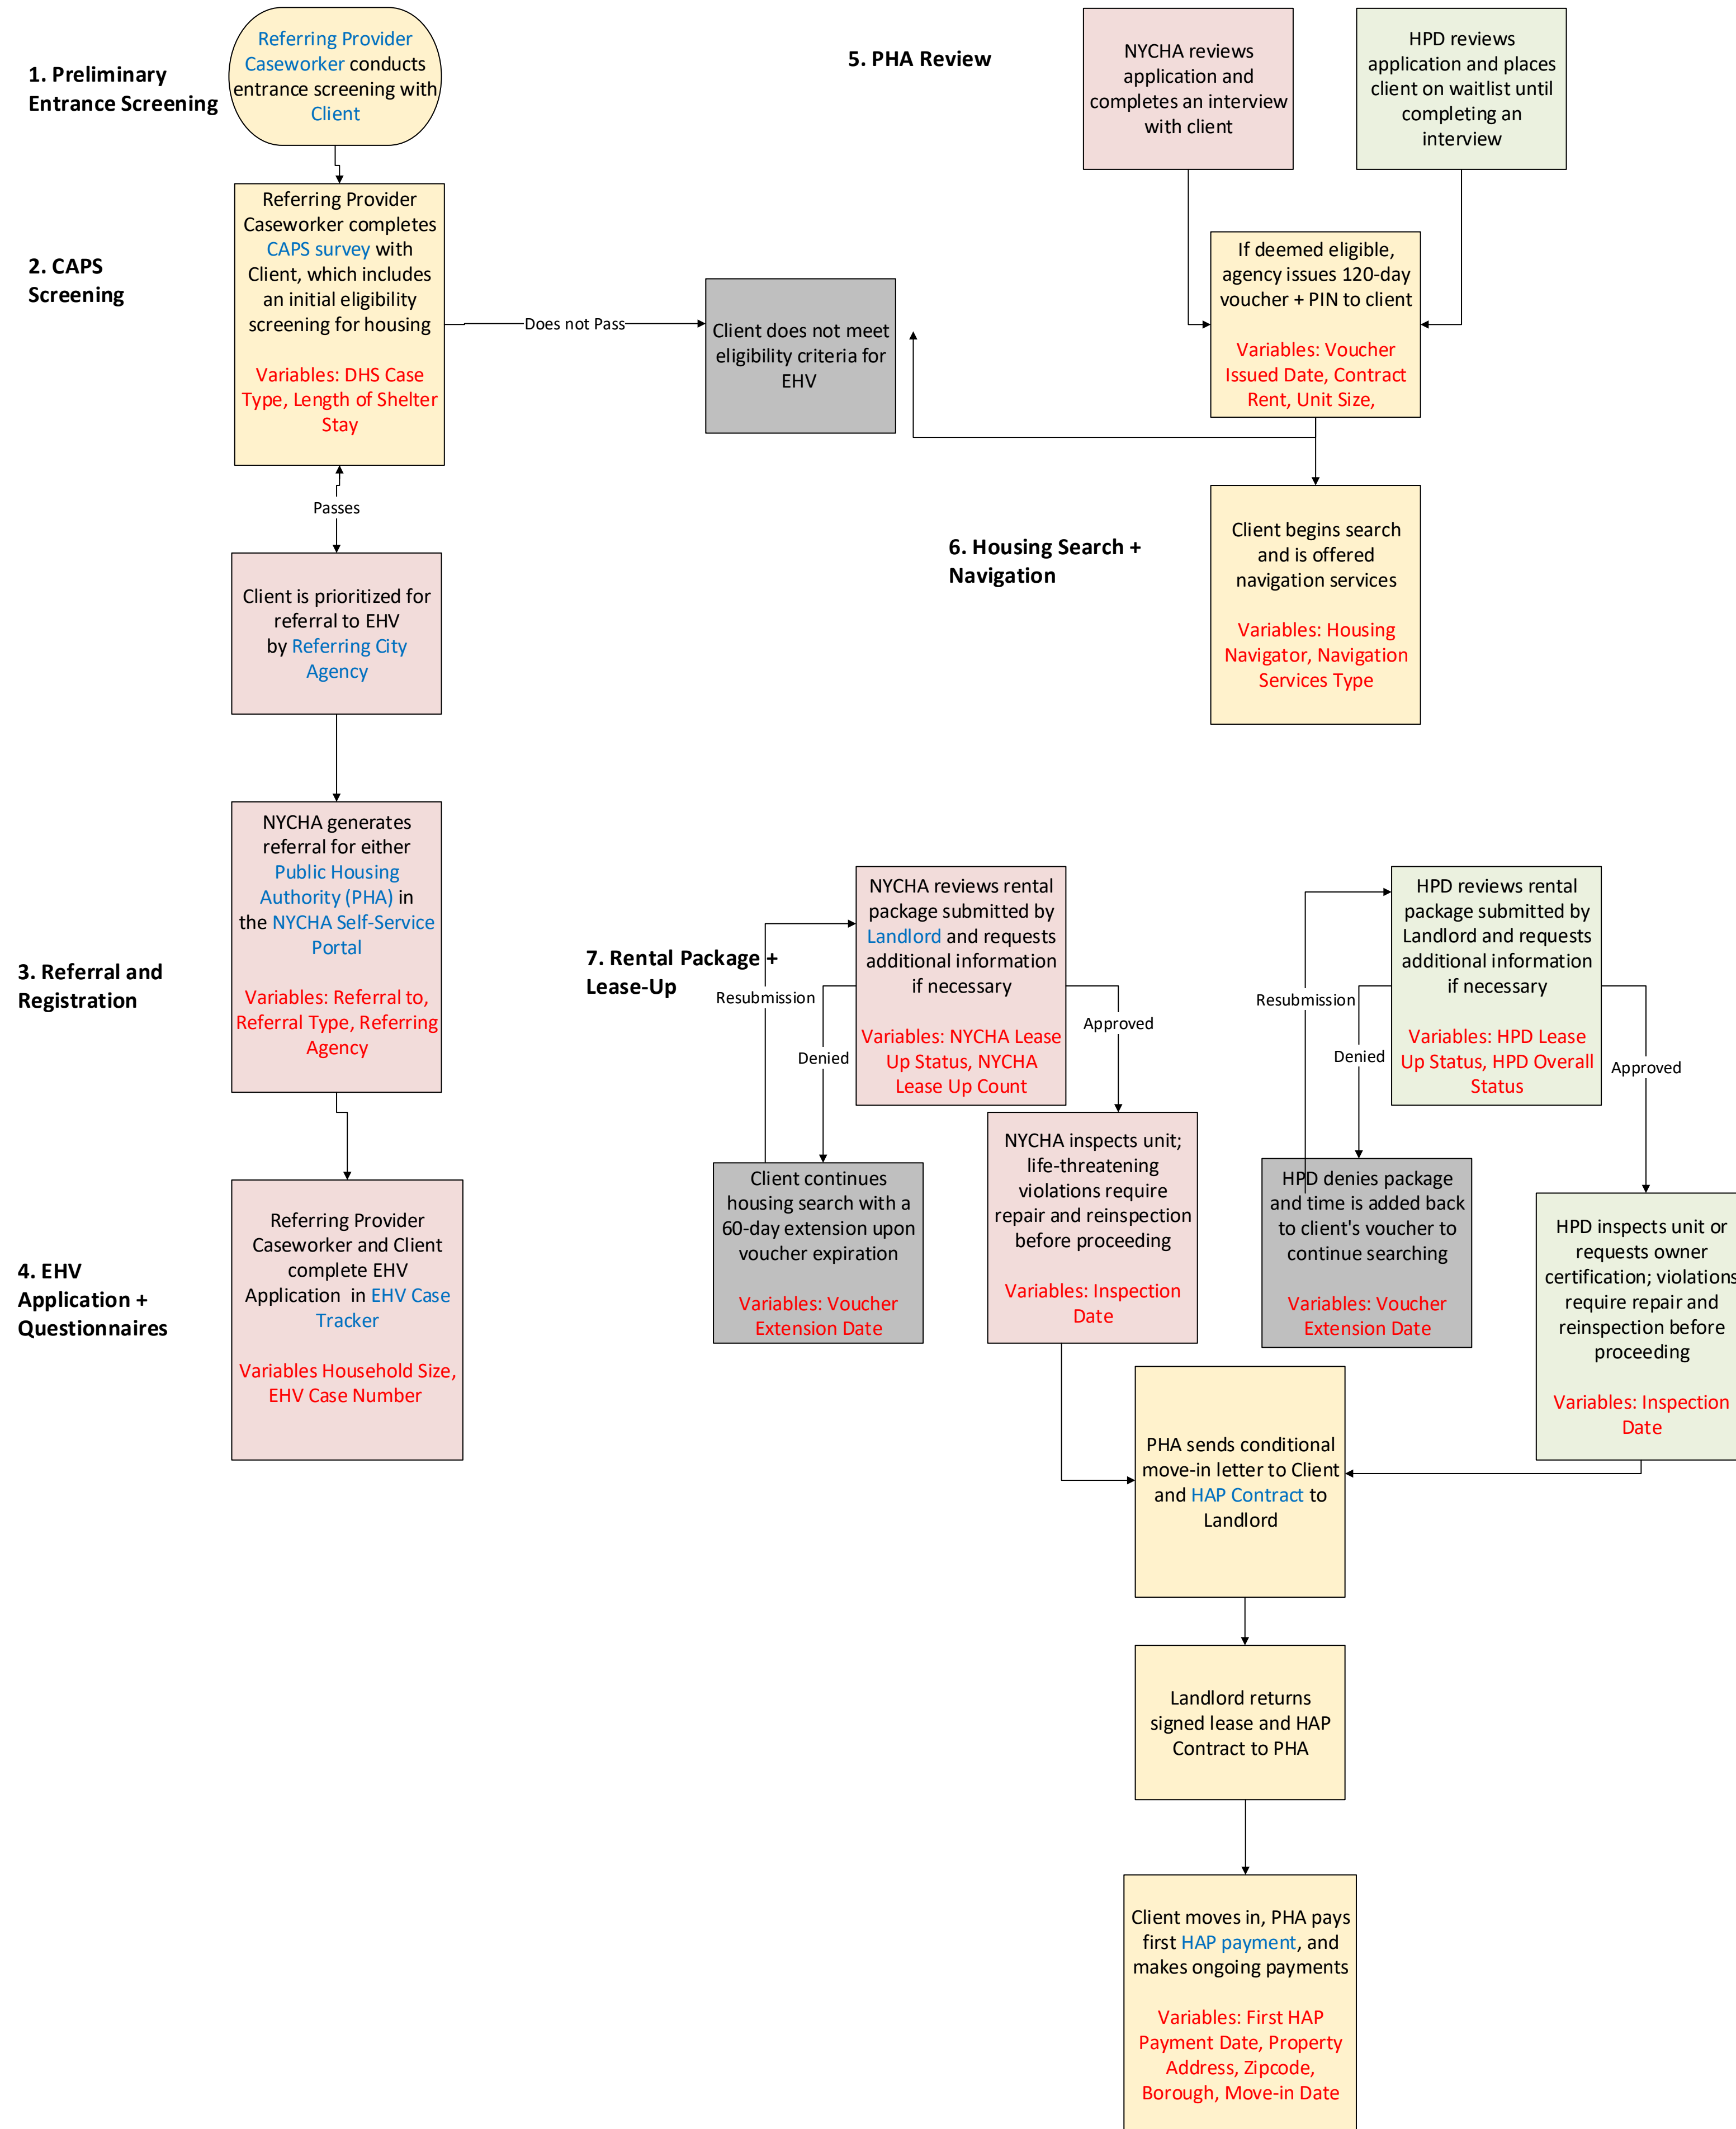 1. Preliminary
Entrance Screening
Referring Provider
Caseworker conducts
entrance screening with
Client
2. CAPS
Screening
Referring Provider
Caseworker completes
CAPS survey with
Client, which includes
an initial eligibility
screening for housing
Variables: DHS Case
Type, Length of Shelter
Stay
Does not Pass
Client does not meet
eligibility criteria for
EHV
Passes
Client is prioritized for
referral to EHV
by Referring City
Agency
3. Referral and
Registration
NYCHA generates
referral for either
Public Housing
Authority (PHA) in
the NYCHA Self-Service
Portal
Variables: Referral to,
Referral Type, Referring
Agency
4. EHV
Application +
Questionnaires
Referring Provider
Caseworker and Client
complete EHV
Application  in EHV Case
Tracker
Variables Household Size,
EHV Case Number
5. PHA Review
NYCHA reviews
application and
completes an interview
with client
HPD reviews
application and places
client on waitlist until
completing an
interview
If deemed eligible,
agency issues 120-day
voucher + PIN to client
Variables: Voucher
Issued Date, Contract
Rent, Unit Size,
6. Housing Search +
Navigation
Client begins search
and is offered
navigation services
Variables: Housing
Navigator, Navigation
Services Type
7. Rental Package +
Lease-Up
NYCHA reviews rental
package submitted by
Landlord and requests
additional information
if necessary
Variables: NYCHA Lease
Up Status, NYCHA
Lease Up Count
Resubmission
Denied
Approved
Client continues
housing search with a
60-day extension upon
voucher expiration
Variables: Voucher
Extension Date
NYCHA inspects unit;
life-threatening
violations require
repair and reinspection
before proceeding
Variables: Inspection
Date
HPD reviews rental
package submitted by
Landlord and requests
additional information
if necessary
Variables: HPD Lease
Up Status, HPD Overall
Status
Resubmission
Denied
Approved
HPD denies package
and time is added back
to client's voucher to
continue searching
Variables: Voucher
Extension Date
HPD inspects unit or
requests owner
certification; violations
require repair and
reinspection before
proceeding
Variables: Inspection
Date
PHA sends conditional
move-in letter to Client
and HAP Contract to
Landlord
Landlord returns
signed lease and HAP
Contract to PHA
Client moves in, PHA pays
first HAP payment, and
makes ongoing payments
Variables: First HAP
Payment Date, Property
Address, Zipcode,
Borough, Move-in Date